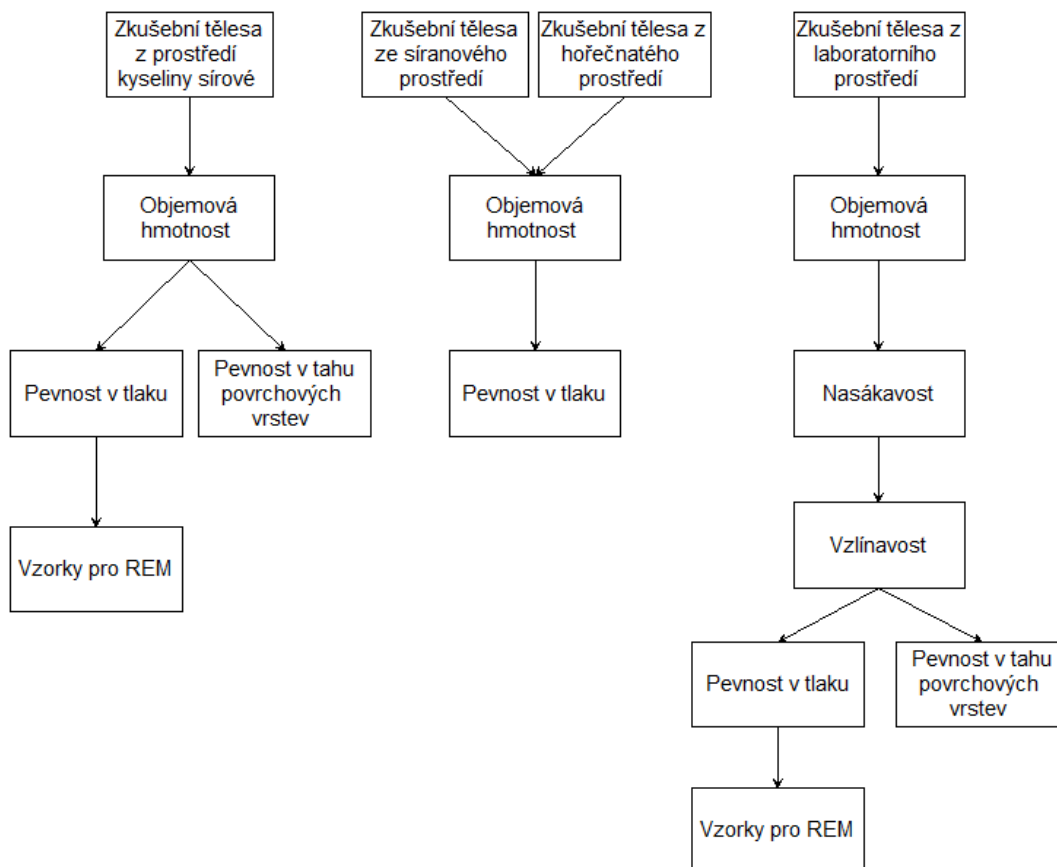 Zkušební tělesa
z prostředí
kyseliny sírové
Zkušební tělesa
ze síranového
prostředí
Zkušební tělesa z
hořečnatého
prostředí
Zkušební tělesa z
laboratorního
prostředí
Objemová
hmotnost
Objemová
hmotnost
Objemová
hmotnost
Pevnost v tlaku
Pevnost v tahu
povrchových
vrstev
Pevnost v tlaku
Nasákavost
Vzorky pro REM
Vzlínavost
Pevnost v tlaku
Pevnost v tahu
povrchových
vrstev
Vzorky pro REM